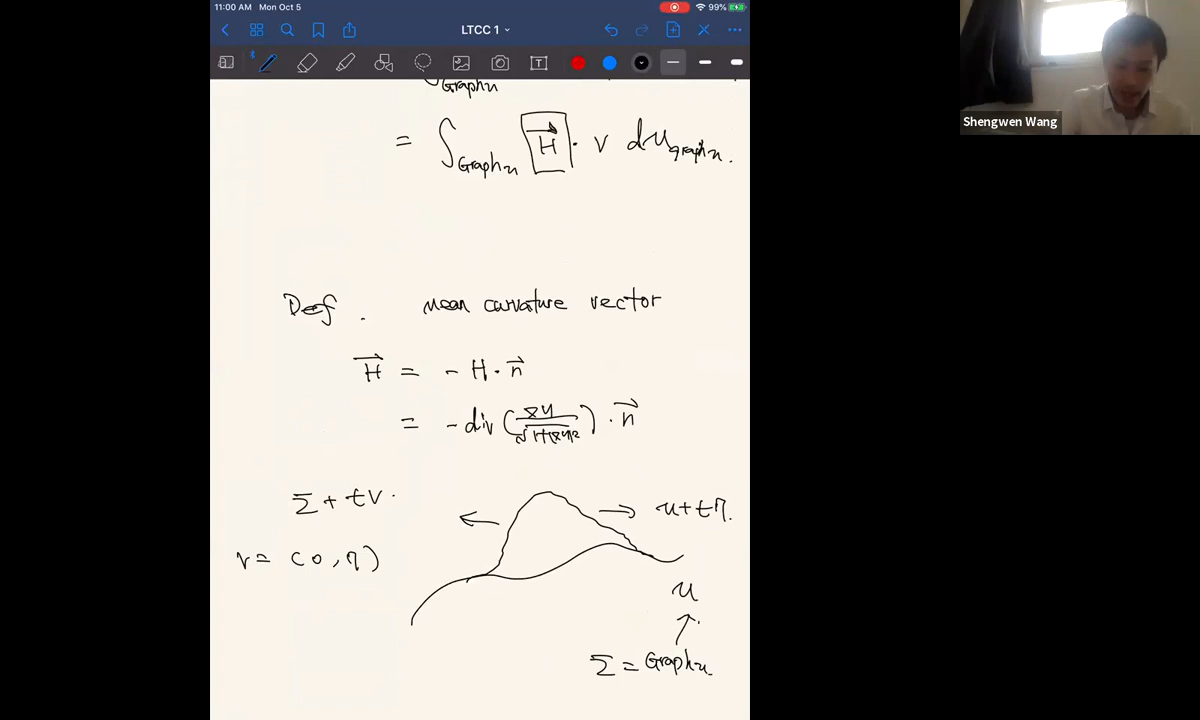 11:00 AM Mon Oct 5
99%
LTCC 1
Shengwen Wang
∫Graph u
= ∫Graph u H⃗ · v dμGraph u.
Def. mean curvature vector
H⃗ = - H · n⃗
= - div (∇u / √1+|∇u|²) · n⃗
Σ + tv.
u + tη.
v = (0, η)
u
↑
Σ = Graph u.